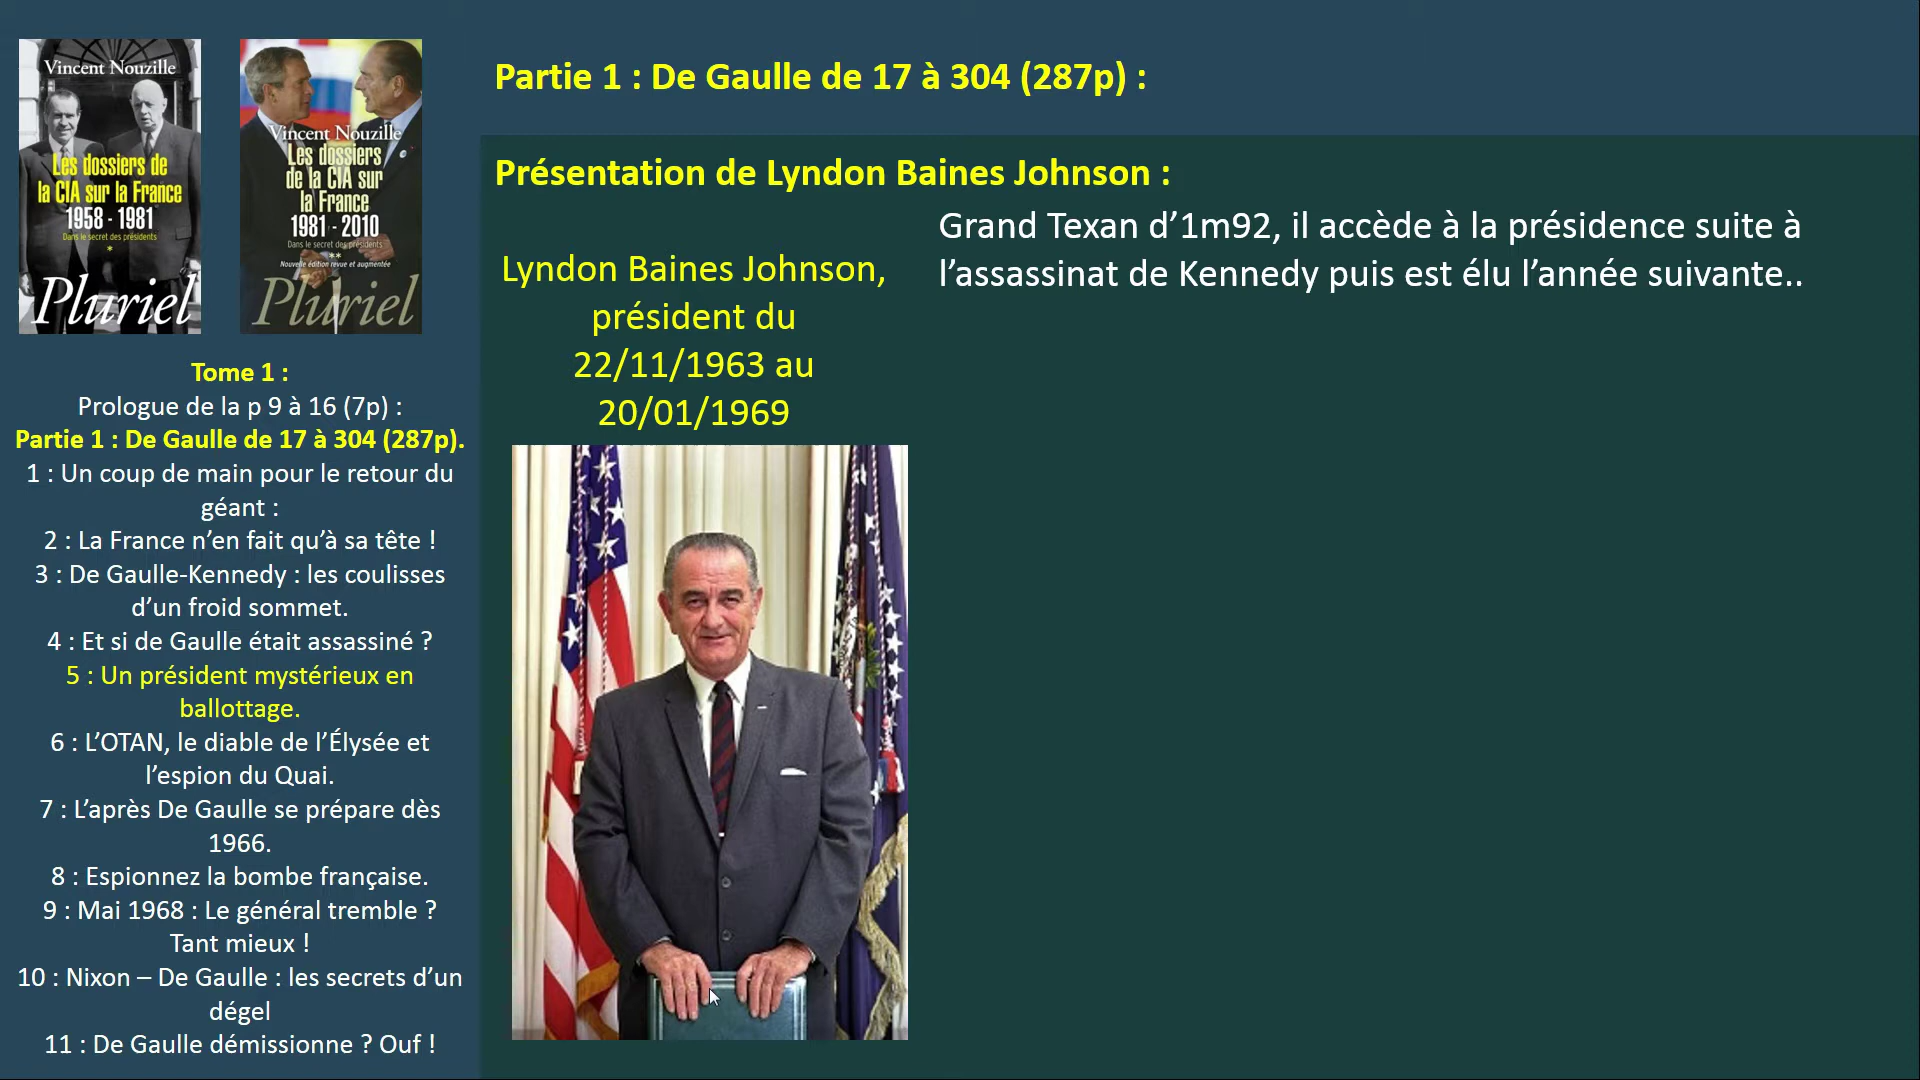 Vincent Nouzille
Les dossiers de
la CIA sur la France
1958 - 1981
Dans le secret des présidents
*
Pluriel
Vincent Nouzille
Les dossiers
de la CIA sur
la France
1981 - 2010
Dans le secret des présidents
**
Nouvelle édition revue et augmentée
Pluriel
Tome 1 :
Prologue de la p 9 à 16 (7p) :
Partie 1 : De Gaulle de 17 à 304 (287p).
1 : Un coup de main pour le retour du
géant :
2 : La France n’en fait qu’à sa tête !
3 : De Gaulle-Kennedy : les coulisses
d’un froid sommet.
4 : Et si de Gaulle était assassiné ?
5 : Un président mystérieux en
ballottage.
6 : L’OTAN, le diable de l’Élysée et
l’espion du Quai.
7 : L’après De Gaulle se prépare dès
1966.
8 : Espionnez la bombe française.
9 : Mai 1968 : Le général tremble ?
Tant mieux !
10 : Nixon – De Gaulle : les secrets d’un
dégel
11 : De Gaulle démissionne ? Ouf !
Partie 1 : De Gaulle de 17 à 304 (287p) :
Présentation de Lyndon Baines Johnson :
Lyndon Baines Johnson,
président du
22/11/1963 au
20/01/1969
Grand Texan d’1m92, il accède à la présidence suite à
l’assassinat de Kennedy puis est élu l’année suivante..